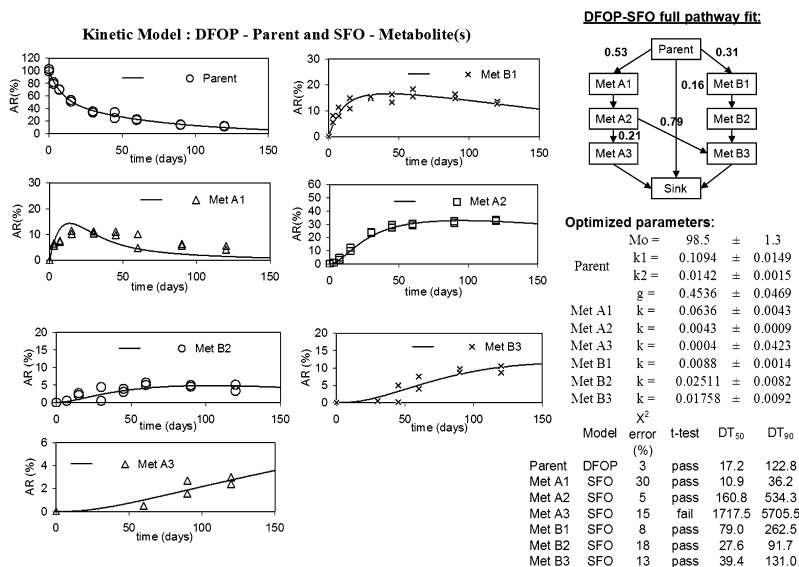 Kinetic Model : DFOP - Parent and SFO - Metabolite(s)
AR(%)
120
100
80
60
40
20
0
Parent
0 50 100 150
time (days)
AR(%)
30
20
10
0
Met B1
0 50 100 150
time (days)
AR(%)
30
20
10
0
Met A1
0 50 100 150
time (days)
AR(%)
60
50
40
30
20
10
0
Met A2
0 50 100 150
time (days)
AR (%)
20
15
10
5
0
Met B2
0 50 100 150
time (days)
AR (%)
20
15
10
5
0
Met B3
0 50 100 150
time (days)
AR (%)
6
4
2
0
Met A3
0 50 100 150
time (days)
DFOP-SFO full pathway fit:
0.53 Parent 0.31
Met A1 0.16 Met B1
Met A2 0.79 Met B2
0.21
Met A3 Met B3
Sink
Optimized parameters:
Parent
Mo = 98.5 ± 1.3
k1 = 0.1094 ± 0.0149
k2 = 0.0142 ± 0.0015
g = 0.4536 ± 0.0469
Met A1 k = 0.0636 ± 0.0043
Met A2 k = 0.0043 ± 0.0009
Met A3 k = 0.0004 ± 0.0423
Met B1 k = 0.0088 ± 0.0014
Met B2 k = 0.02511 ± 0.0082
Met B3 k = 0.01758 ± 0.0092
Model X2 error (%) t-test DT50 DT90
Parent DFOP 3 pass 17.2 122.8
Met A1 SFO 30 pass 10.9 36.2
Met A2 SFO 5 pass 160.8 534.3
Met A3 SFO 15 fail 1717.5 5705.5
Met B1 SFO 8 pass 79.0 262.5
Met B2 SFO 18 pass 27.6 91.7
Met B3 SFO 13 pass 39.4 131.0